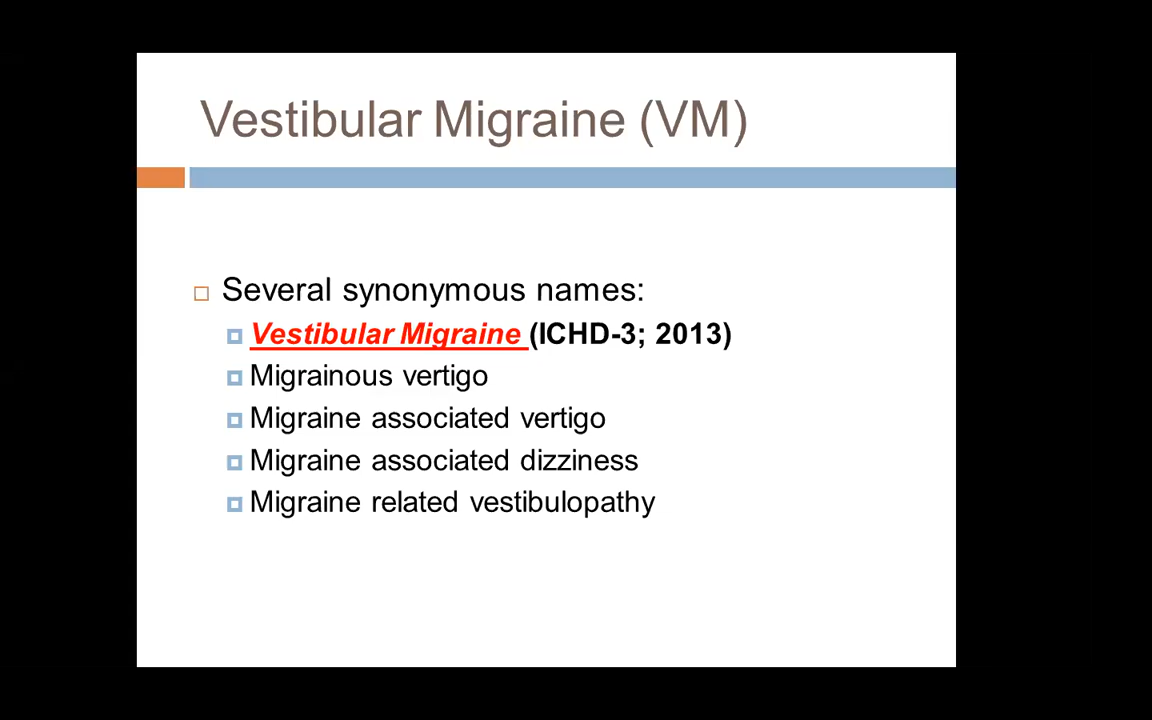 Vestibular Migraine (VM)
Several synonymous names:
Vestibular Migraine (ICHD-3; 2013)
Migrainous vertigo
Migraine associated vertigo
Migraine associated dizziness
Migraine related vestibulopathy